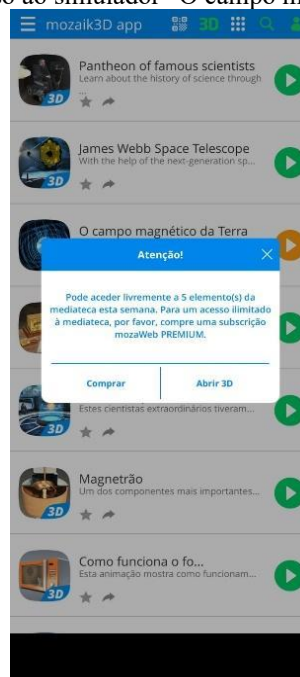 so ao simulador "O campo m
mozaik3D app 3D
Pantheon of famous scientists
Learn about the history of science through
...
3D
James Webb Space Telescope
With the help of the next-generation sp...
3D
O campo magnético da Terra
Atenção!
Pode aceder livremente a 5 elemento(s) da
mediateca esta semana. Para um acesso ilimitado
à mediateca, por favor, compre uma subscrição
mozaWeb PREMIUM.
Comprar Abrir 3D
Estes cientistas extraordinários tiveram...
3D
Magnetrão
Um dos componentes mais importantes...
3D
Como funciona o fo...
Esta animação mostra como funcionam...
3D